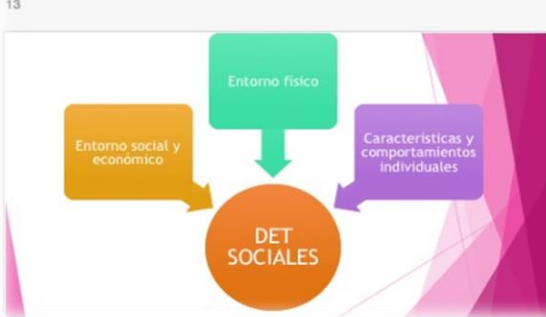 13
Entorno físico
Entorno social y
económico
Características y
comportamientos
individuales
DET
SOCIALES